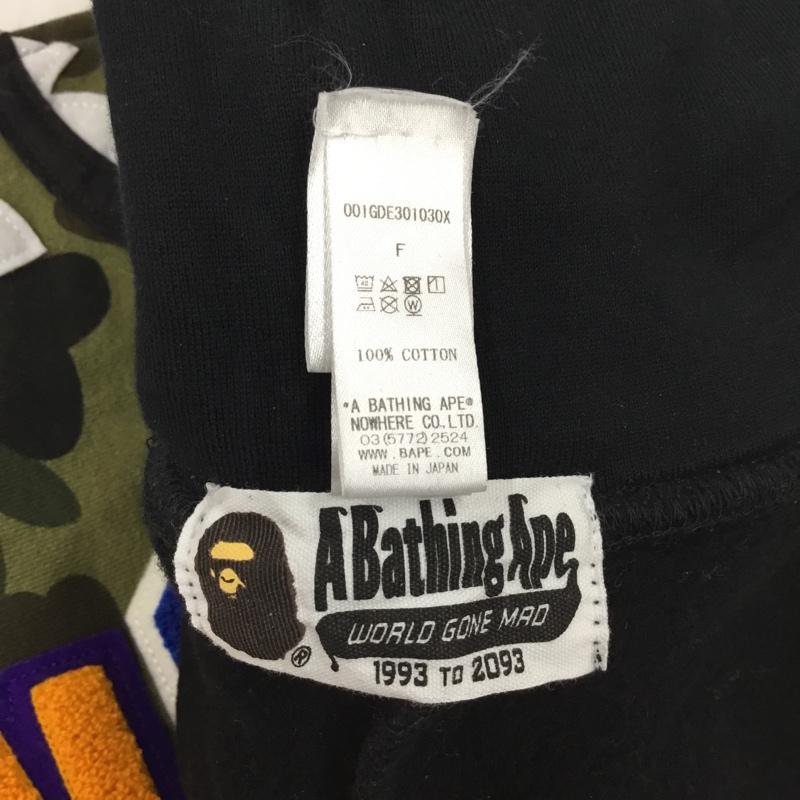 001GDE301030X
F
100% COTTON
"A BATHING APE®
NOWHERE CO.,LTD.
03(5772)2524
WWW.BAPE.COM
MADE IN JAPAN
A Bathing Ape
WORLD GONE MAD
®
1993 TO 2093